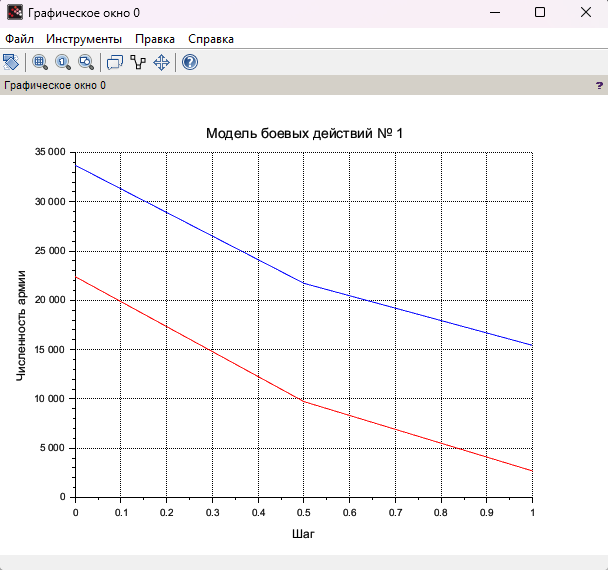 Графическое окно 0
Файл Инструменты Правка Справка
Графическое окно 0 ?
Модель боевых действий № 1
35 000
30 000
25 000
20 000
15 000
10 000
5 000
0
Численность армии
0 0.1 0.2 0.3 0.4 0.5 0.6 0.7 0.8 0.9 1
Шаг